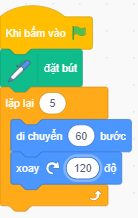 Khi bấm vào
đặt bút
lặp lại 5
di chuyển 60 bước
xoay 120 độ